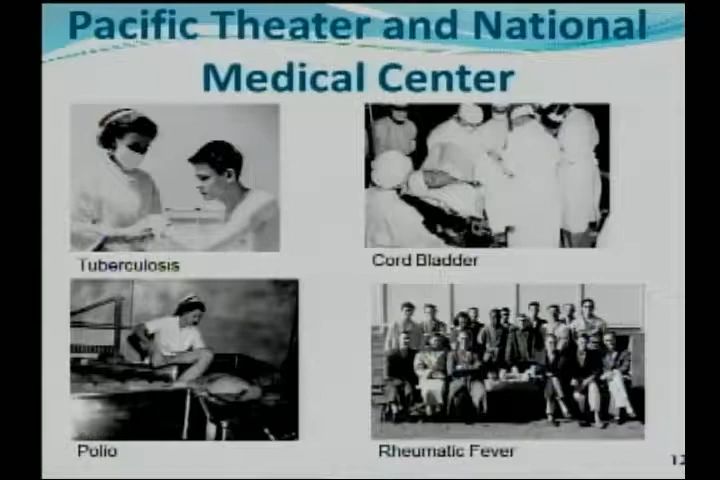 Pacific Theater and National
Medical Center
Tuberculosis
Cord Bladder
Polio
Rheumatic Fever